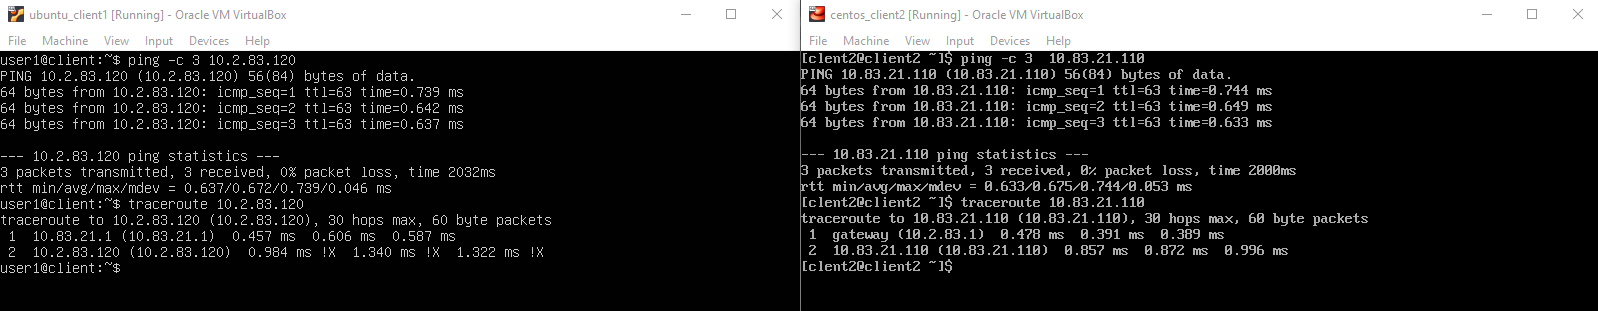 ubuntu_client1 [Running] - Oracle VM VirtualBox
File Machine View Input Devices Help
user1@client:~$ ping -c 3 10.2.83.120
PING 10.2.83.120 (10.2.83.120) 56(84) bytes of data.
64 bytes from 10.2.83.120: icmp_seq=1 ttl=63 time=0.739 ms
64 bytes from 10.2.83.120: icmp_seq=2 ttl=63 time=0.642 ms
64 bytes from 10.2.83.120: icmp_seq=3 ttl=63 time=0.637 ms
--- 10.2.83.120 ping statistics ---
3 packets transmitted, 3 received, 0% packet loss, time 2032ms
rtt min/avg/max/mdev = 0.637/0.672/0.739/0.046 ms
user1@client:~$ traceroute 10.2.83.120
traceroute to 10.2.83.120 (10.2.83.120), 30 hops max, 60 byte packets
1 10.83.21.1 (10.83.21.1) 0.457 ms 0.606 ms 0.587 ms
2 10.2.83.120 (10.2.83.120) 0.984 ms !X 1.340 ms !X 1.322 ms !X
user1@client:~$
centos_client2 [Running] - Oracle VM VirtualBox
File Machine View Input Devices Help
[clent2@client2 ~]$ ping -c 3 10.83.21.110
PING 10.83.21.110 (10.83.21.110) 56(84) bytes of data.
64 bytes from 10.83.21.110: icmp_seq=1 ttl=63 time=0.744 ms
64 bytes from 10.83.21.110: icmp_seq=2 ttl=63 time=0.649 ms
64 bytes from 10.83.21.110: icmp_seq=3 ttl=63 time=0.633 ms
--- 10.83.21.110 ping statistics ---
3 packets transmitted, 3 received, 0% packet loss, time 2000ms
rtt min/avg/max/mdev = 0.633/0.675/0.744/0.053 ms
[clent2@client2 ~]$ traceroute 10.83.21.110
traceroute to 10.83.21.110 (10.83.21.110), 30 hops max, 60 byte packets
1 gateway (10.2.83.1) 0.478 ms 0.391 ms 0.389 ms
2 10.83.21.110 (10.83.21.110) 0.857 ms 0.872 ms 0.996 ms
[clent2@client2 ~]$